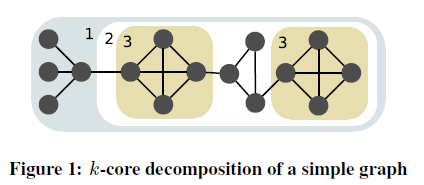 1 2 3 3
Figure 1: k-core decomposition of a simple graph